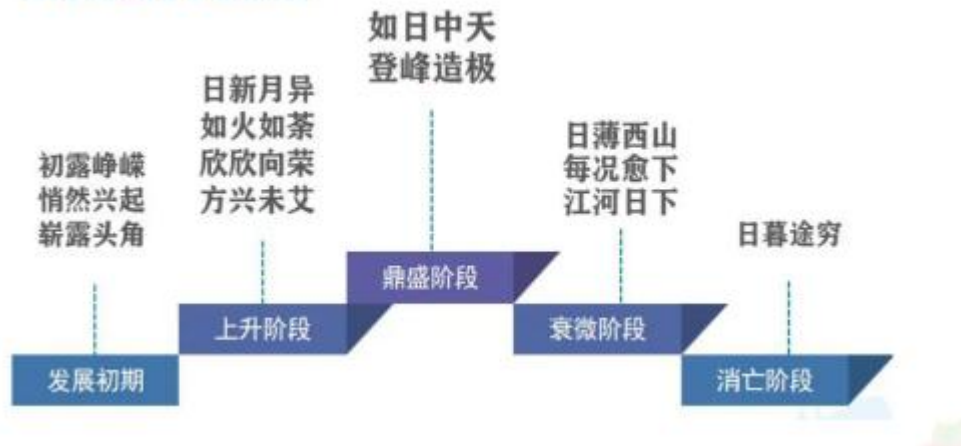 初露峥嵘
悄然兴起
崭露头角
发展初期
日新月异
如火如荼
欣欣向荣
方兴未艾
上升阶段
如日中天
登峰造极
鼎盛阶段
日薄西山
每况愈下
江河日下
衰微阶段
日暮途穷
消亡阶段